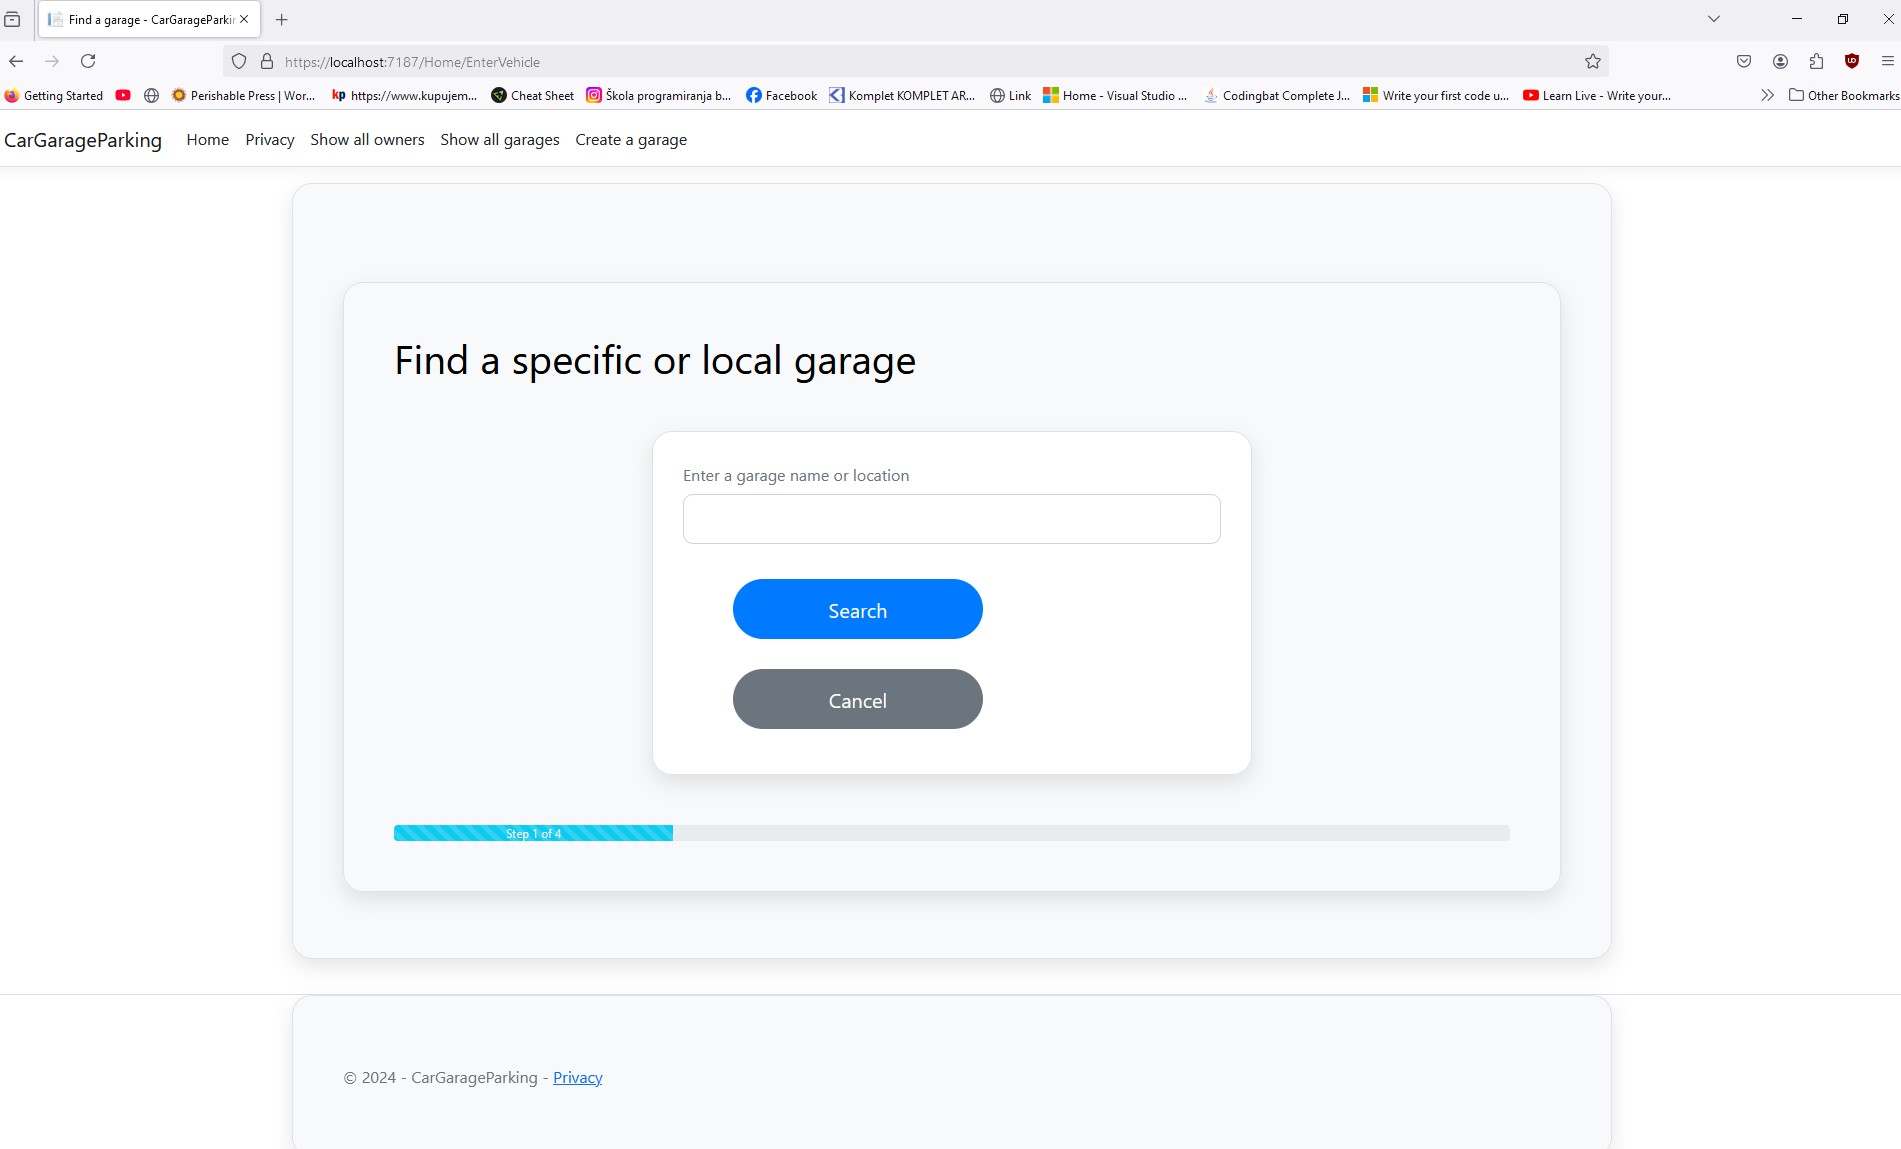 Find a garage - CarGarageParkin
https://localhost:7187/Home/EnterVehicle
Getting Started Perishable Press | Wor... kp https://www.kupujem... Cheat Sheet Škola programiranja b... Facebook Komplet KOMPLET AR... Link Home - Visual Studio ... Codingbat Complete J... Write your first code u... Learn Live - Write your... Other Bookmarks
CarGarageParking Home Privacy Show all owners Show all garages Create a garage
Find a specific or local garage
Enter a garage name or location
Search
Cancel
Step 1 of 4
© 2024 - CarGarageParking - Privacy